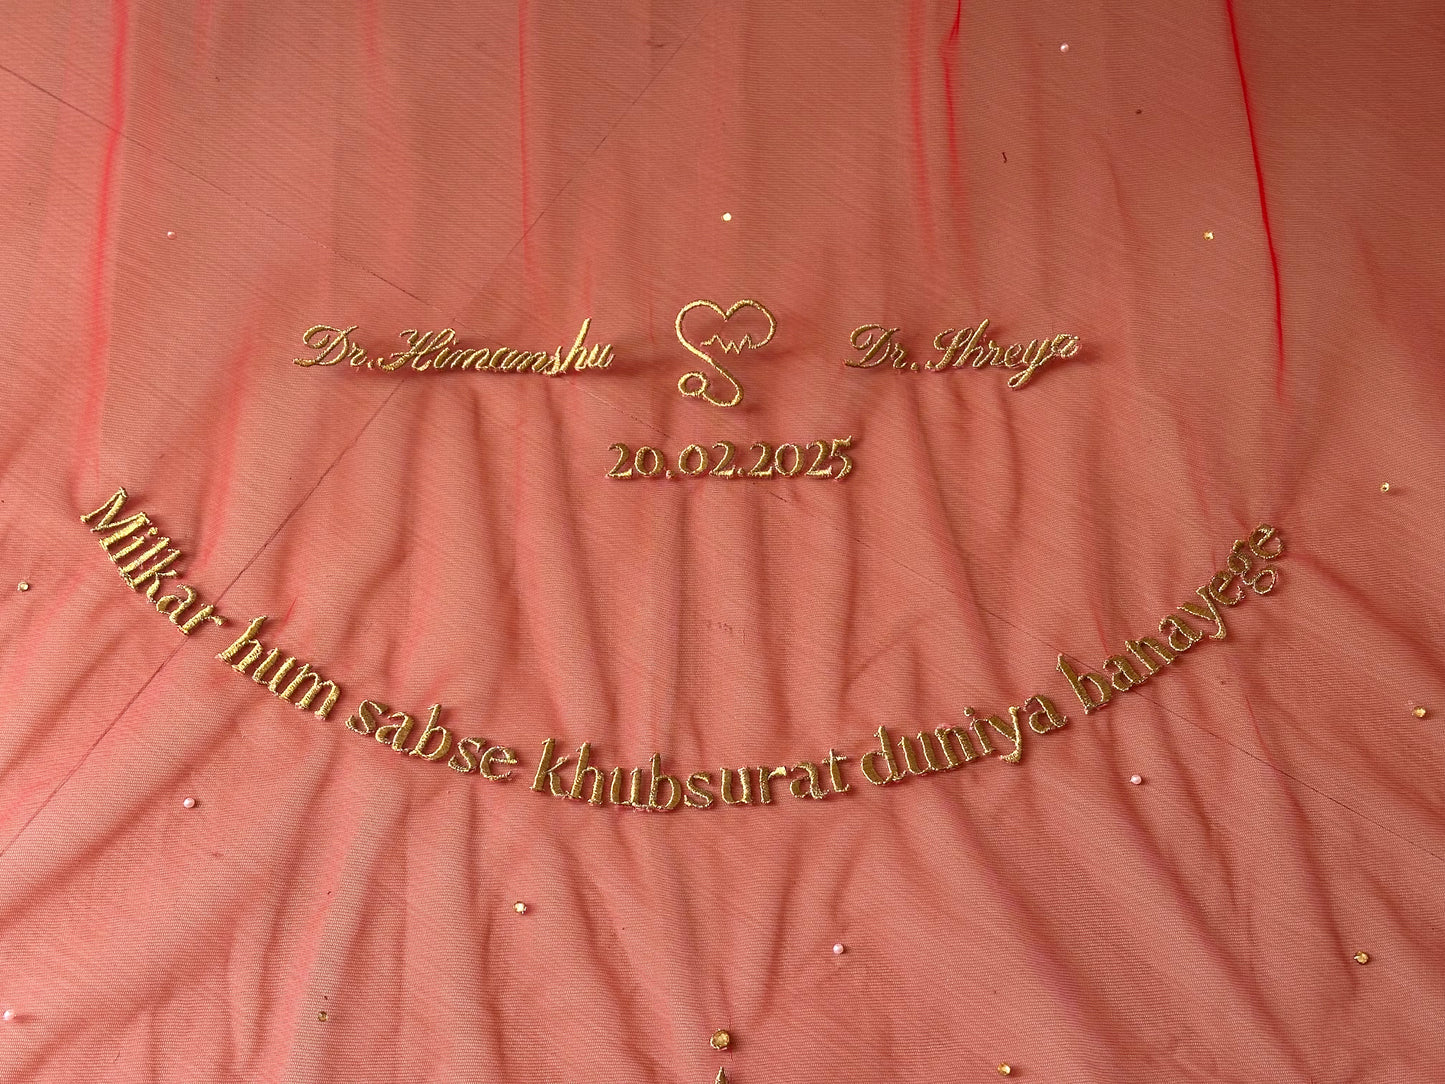 Dr. Himanshu Dr. Shreya
20.02.2025
Milkar hum sabse khubsurat duniya banayege